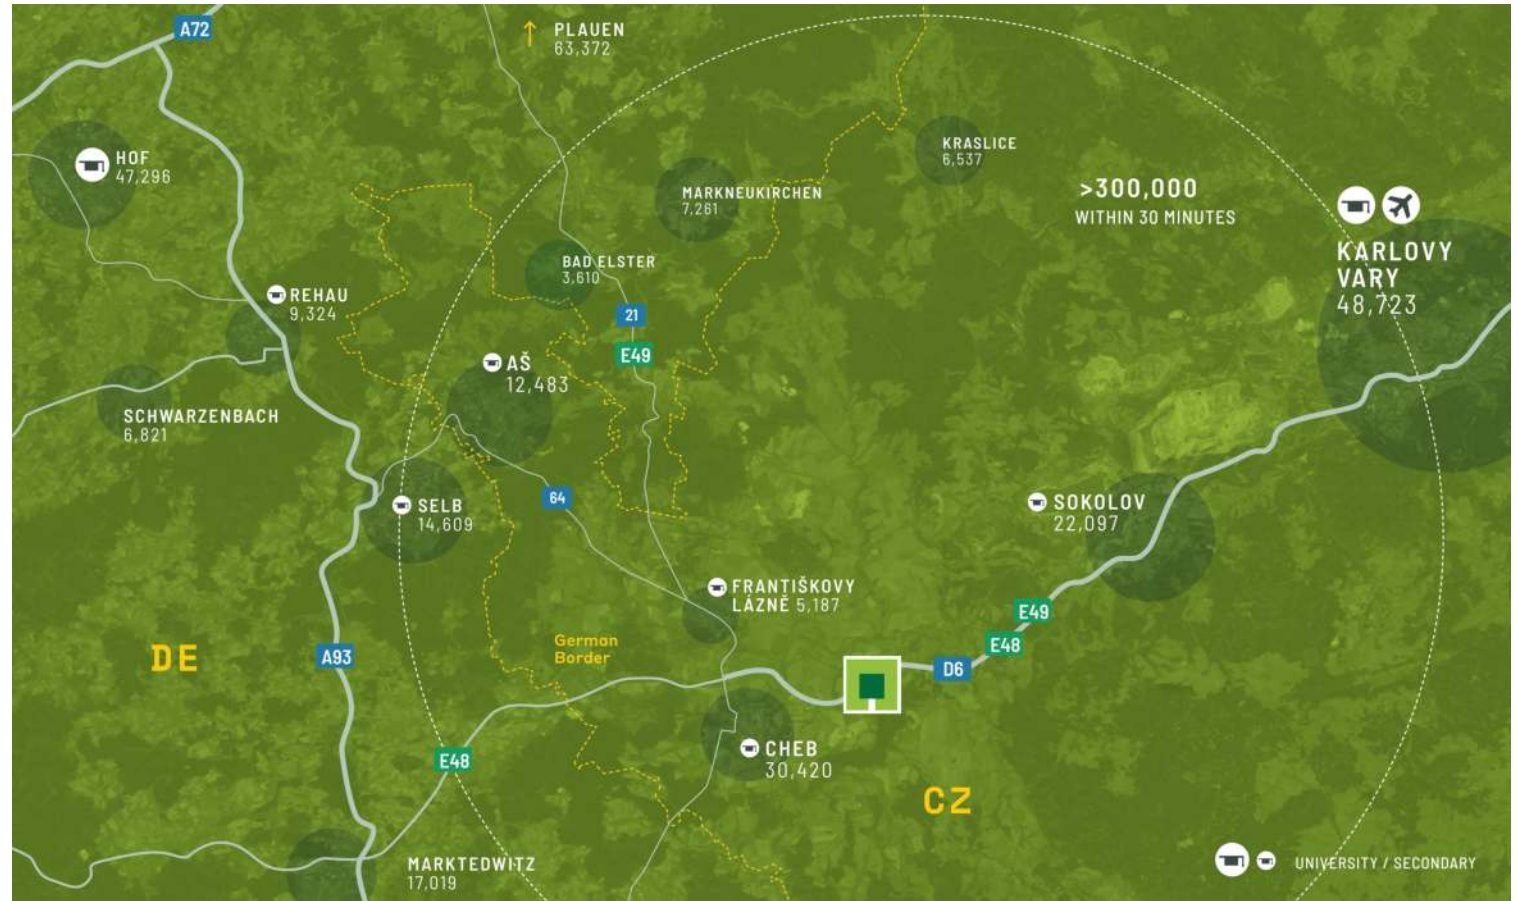 A72
PLAUEN
63,372
HOF
47,296
KRASLICE
6,537
MARKNEUKIRCHEN
7,261
>300,000
WITHIN 30 MINUTES
KARLOVY
VARY
48,723
BAD ELSTER
3,610
REHAU
9,324
21
E49
AŠ
12,483
SCHWARZENBACH
6,821
SELB
14,609
64
SOKOLOV
22,097
FRANTIŠKOVY
LÁZNĚ 5,187
E49
E48
D6
German
Border
DE
A93
E48
CHEB
30,420
CZ
MARKTEDWITZ
17,019
UNIVERSITY / SECONDARY